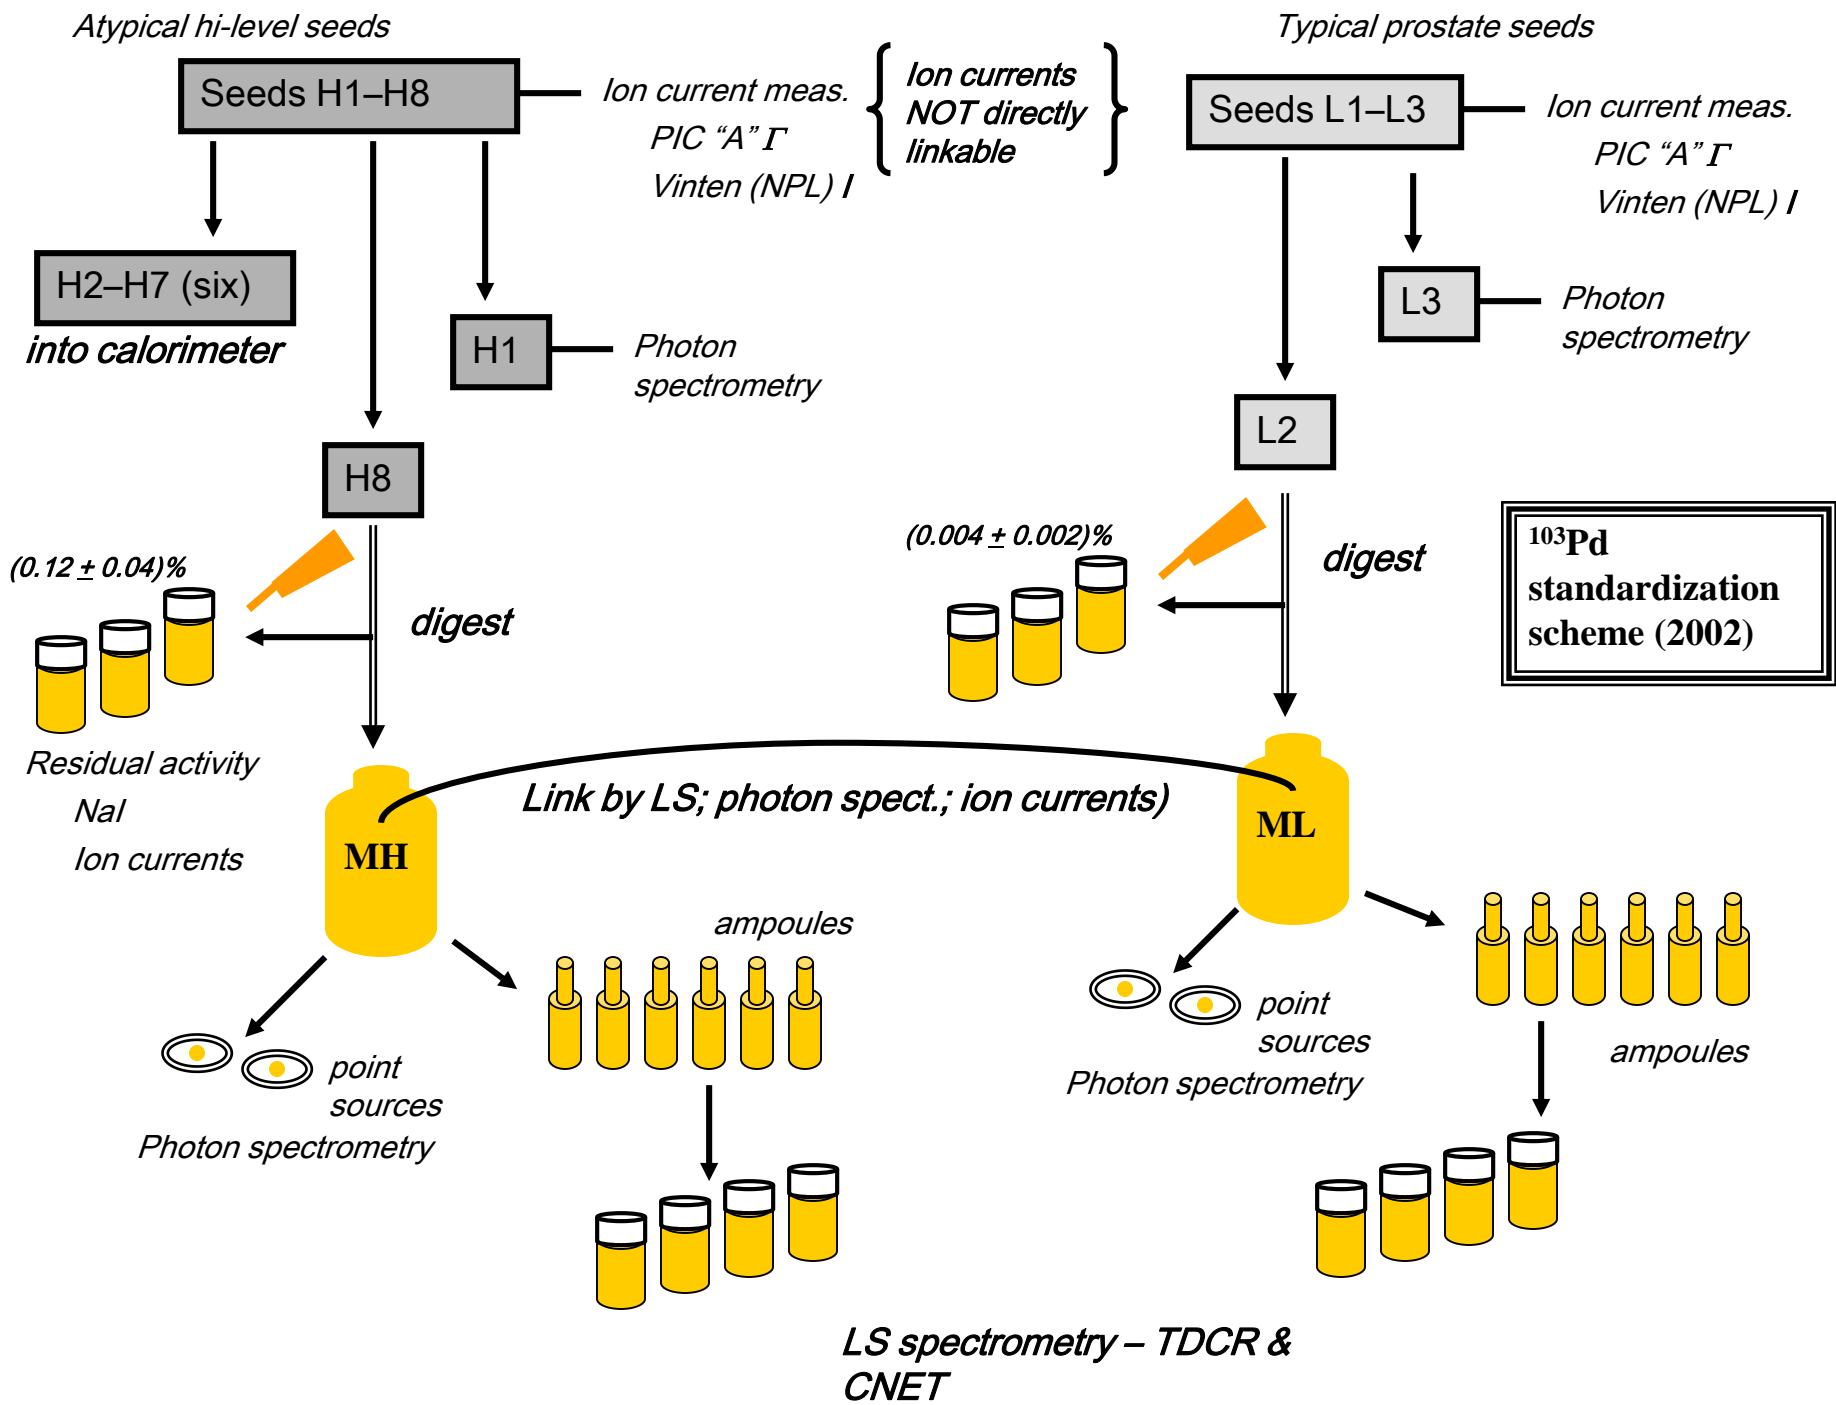 Atypical hi-level seeds
Seeds H1–H8
Ion current meas.
PIC “A” Γ
Vinten (NPL) I
Ion currents
NOT directly
linkable
Typical prostate seeds
Seeds L1–L3
Ion current meas.
PIC “A” Γ
Vinten (NPL) I
H2–H7 (six)
into calorimeter
H1
Photon
spectrometry
L3
Photon
spectrometry
H8
L2
(0.12 ± 0.04)%
digest
(0.004 ± 0.002)%
digest
¹⁰³Pd
standardization
scheme (2002)
Residual activity
NaI
Ion currents
MH
Link by LS; photon spect.; ion currents)
ML
ampoules
point
sources
Photon spectrometry
point
sources
Photon spectrometry
ampoules
LS spectrometry – TDCR &
CNET